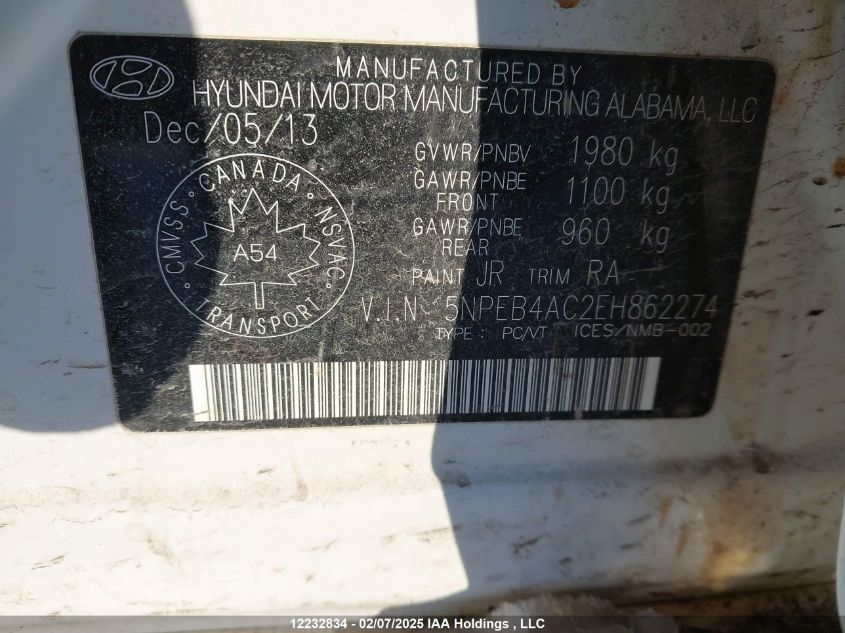 MANUFACTURED BY
HYUNDAI MOTOR MANUFACTURING ALABAMA, LLC
Dec/05/13
GVWR/PNBV 1980 kg
GAWR/PNBE FRONT 1100 kg
GAWR/PNBE REAR 960 kg
PAINT JR TRIM RA
V.I.N 5NPEB4AC2EH862274
TYPE : PC/VT ICES/NMB-002
CMVSS • CANADA • NSVAC
A54
TRANSPORT
12232834 - 02/07/2025 IAA Holdings , LLC